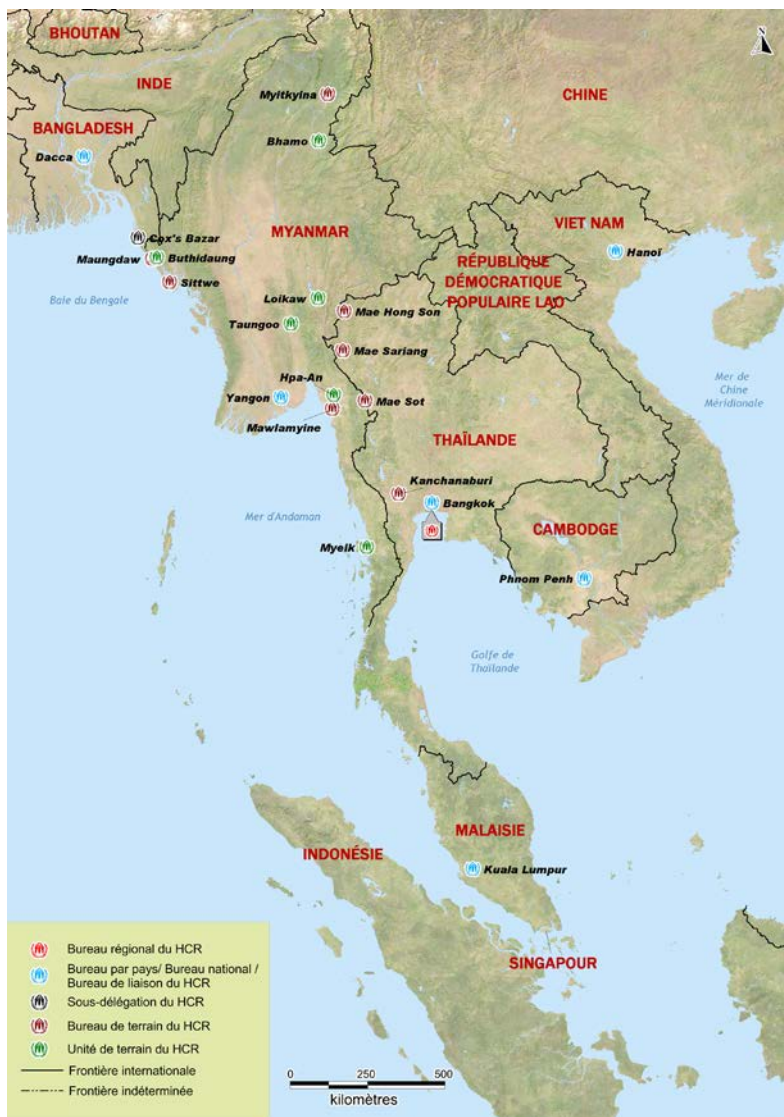 BHOUTAN
INDE
Myitkyina
CHINE
BANGLADESH
Bhamo
Dacca
VIET NAM
MYANMAR
Cox's Bazar
Hanoï
Maungdaw
Buthidaung
RÉPUBLIQUE
DÉMOCRATIQUE
POPULAIRE LAO
Sittwe
Baie du Bengale
Loikaw
Mae Hong Son
Taungoo
Mae Sariang
Mer de
Chine
Méridionale
Hpa-An
Yangon
Mae Sot
Mawlamyine
THAÏLANDE
Kanchanaburi
Bangkok
Mer d'Andaman
CAMBODGE
Myeik
Phnom Penh
Golfe de
Thaïlande
MALAISIE
INDONÉSIE
Kuala Lumpur
SINGAPOUR
Bureau régional du HCR
Bureau par pays/ Bureau national /
Bureau de liaison du HCR
Sous-délégation du HCR
Bureau de terrain du HCR
Unité de terrain du HCR
Frontière internationale
Frontière indéterminée
0 250 500
kilomètres